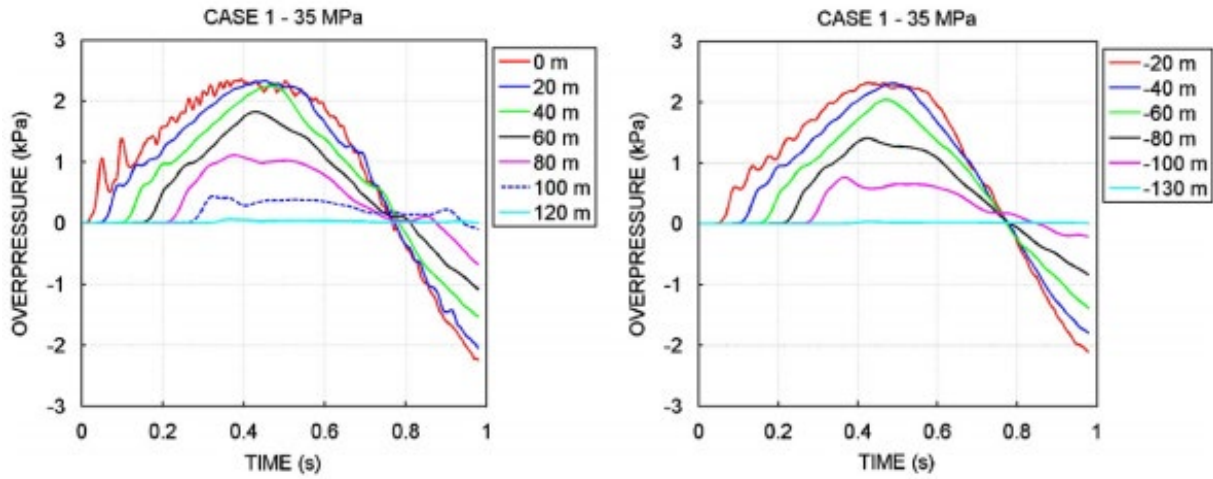 CASE 1 - 35 MPa
OVERPRESSURE (kPa)
3
2
1
0
-1
-2
-3
0
0.2
0.4
0.6
0.8
1
TIME (s)
0 m
20 m
40 m
60 m
80 m
100 m
120 m
CASE 1 - 35 MPa
OVERPRESSURE (kPa)
3
2
1
0
-1
-2
-3
0
0.2
0.4
0.6
0.8
1
TIME (s)
-20 m
-40 m
-60 m
-80 m
-100 m
-130 m